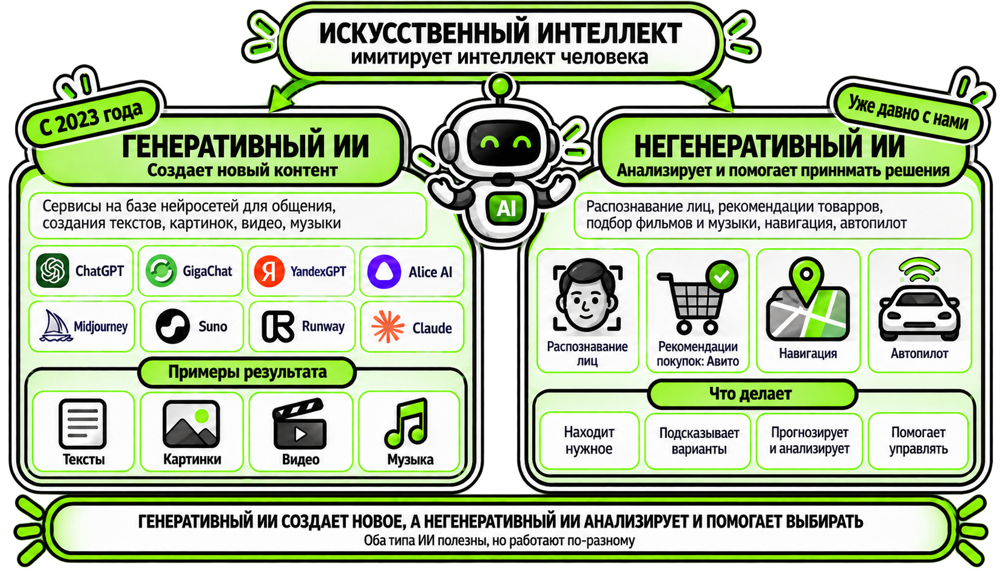 ИСКУССТВЕННЫЙ ИНТЕЛЛЕКТ
имитирует интеллект человека
С 2023 года
ГЕНЕРАТИВНЫЙ ИИ
Создает новый контент
Сервисы на базе нейросетей для общения,
создания текстов, картинок, видео, музыки
ChatGPT
GigaChat
Я
YandexGPT
Alice AI
Midjourney
Suno
Runway
Claude
Примеры результата
Тексты
Картинки
Видео
Музыка
AI
Уже давно с нами
НЕГЕНЕРАТИВНЫЙ ИИ
Анализирует и помогает приннмать решения
Распознавание лиц, рекомендации товарров,
подбор фильмов и музыки, навигация, автопилот
Распознавание
лиц
Рекомендации
покупок: Авито
Навигация
Автопилот
Что делает
Находит
нужное
Подсказывает
варианты
Прогнозирует
и анализирует
Помогает
управлять
ГЕНЕРАТИВНЫЙ ИИ СОЗДАЕТ НОВОЕ, А НЕГЕНЕРАТИВНЫЙ ИИ АНАЛИЗИРУЕТ И ПОМОГАЕТ ВЫБИРАТЬ
Оба типа ИИ полезны, но работают по-разному